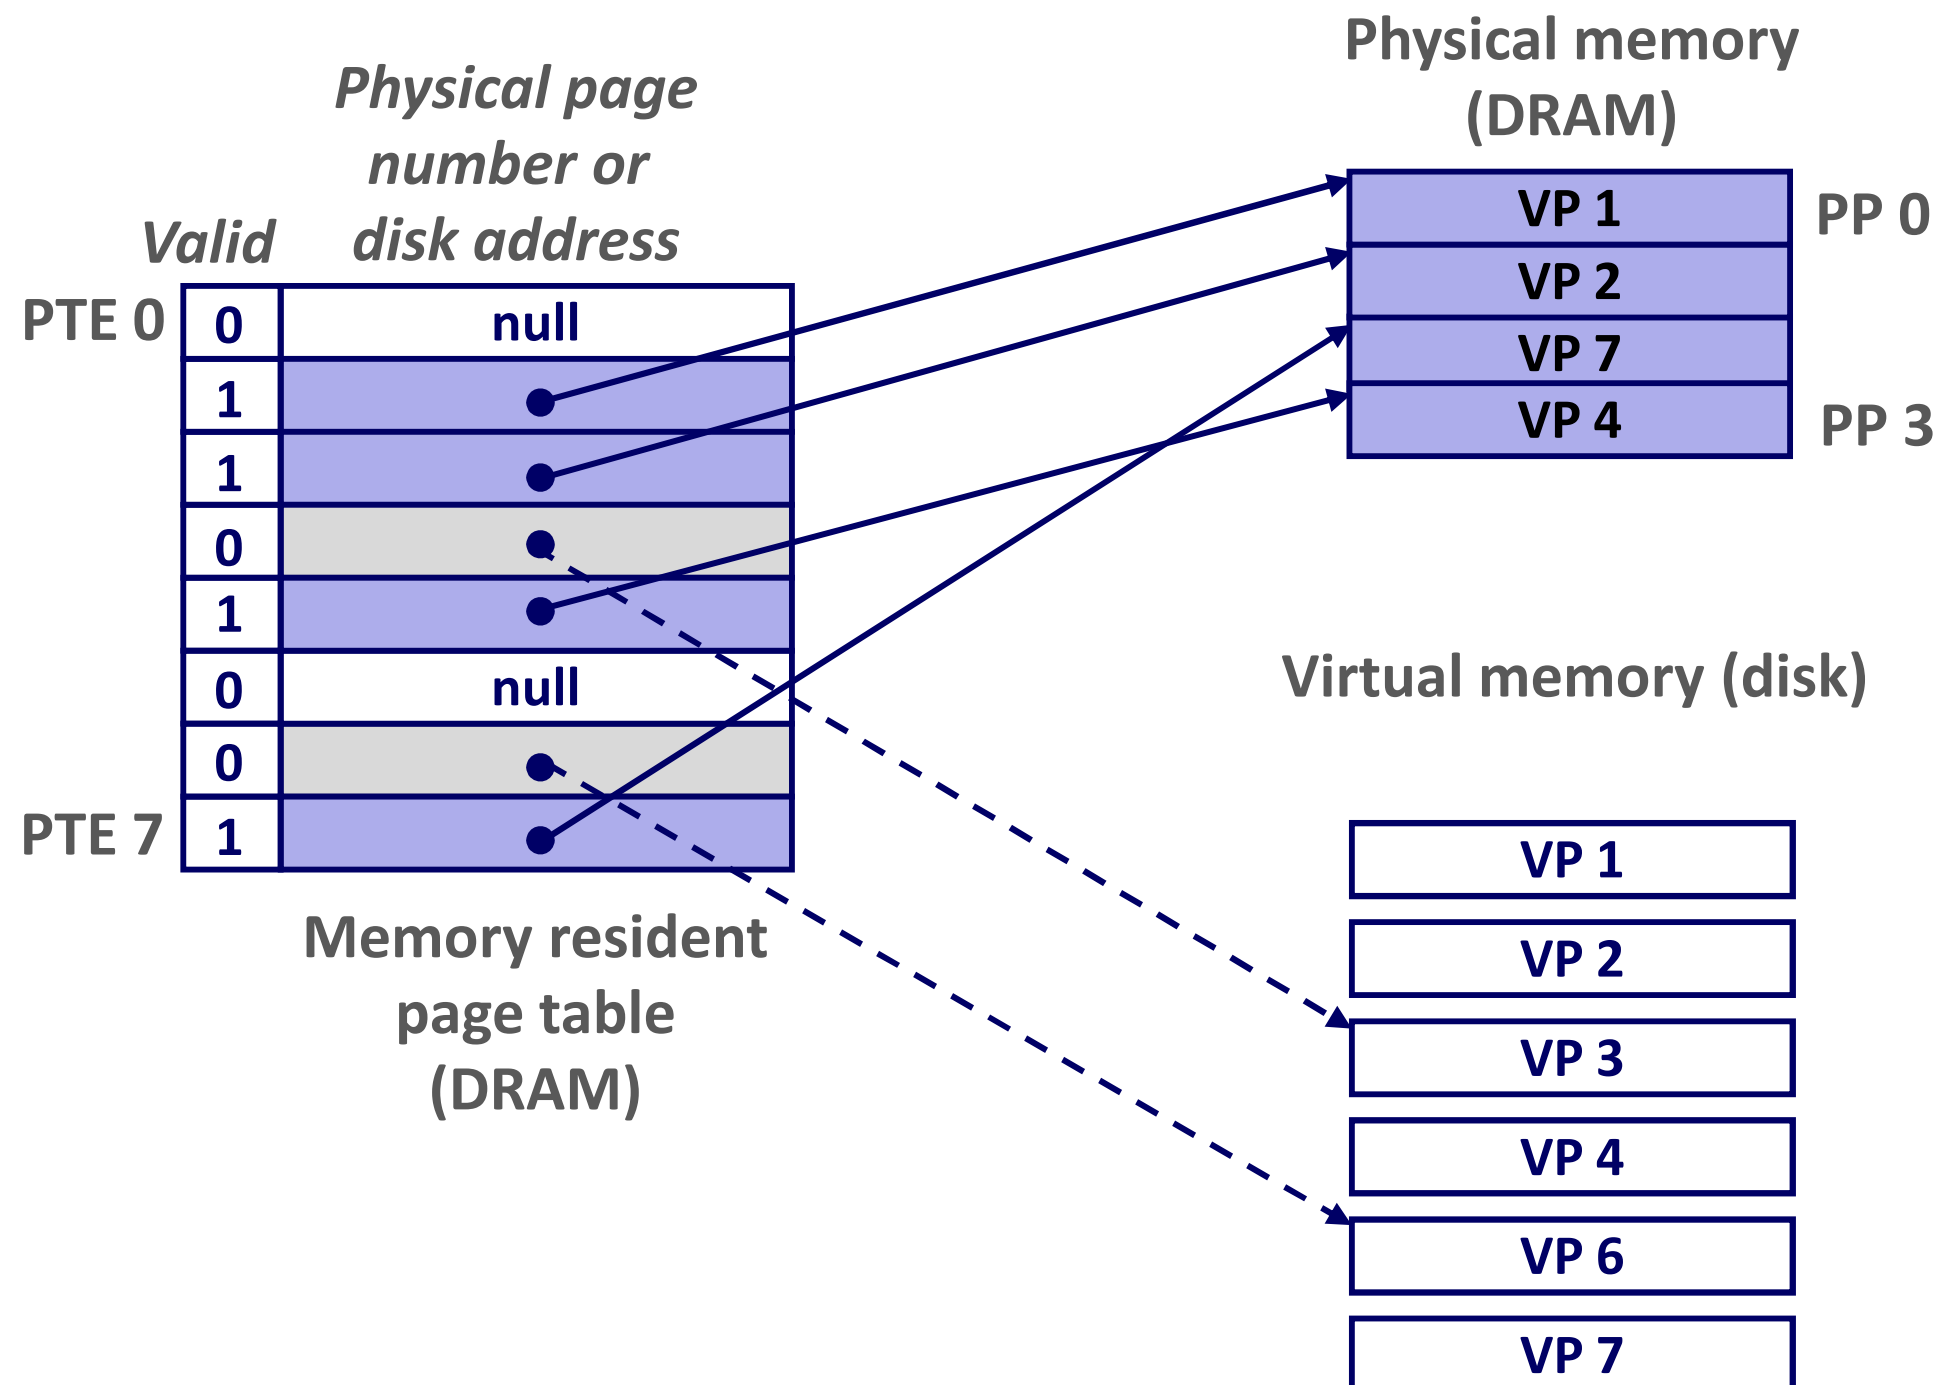 Physical memory
(DRAM)
Physical page
number or
disk address
Valid
PTE 0
0
null
1
1
0
1
0
null
0
PTE 7
1
Memory resident
page table
(DRAM)
VP 1
PP 0
VP 2
VP 7
VP 4
PP 3
Virtual memory (disk)
VP 1
VP 2
VP 3
VP 4
VP 6
VP 7